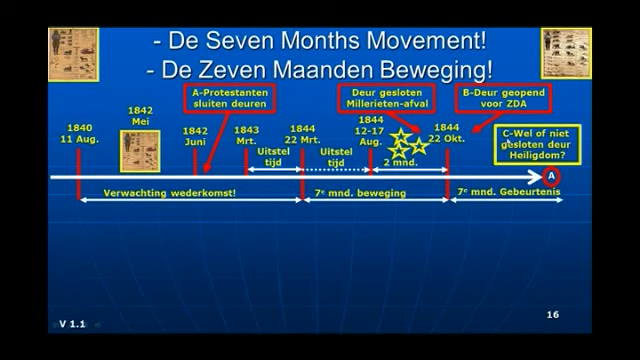 - De Seven Months Movement!
- De Zeven Maanden Beweging!
A-Protestanten
sluiten deuren
Deur gesloten
Millerieten-afval
B-Deur geopend
voor ZDA
1840
11 Aug.
1842
Mei
1842
Juni
1843
Mrt.
1844
22 Mrt.
1844
12-17
Aug.
1844
22 Okt.
C-Wel of niet
gesloten deur
Heiligdom?
Uitstel
tijd
Uitstel
tijd
2 mnd.
A
Verwachting wederkomst!
7e mnd. beweging
7e mnd. Gebeurtenis
16
V 1.1